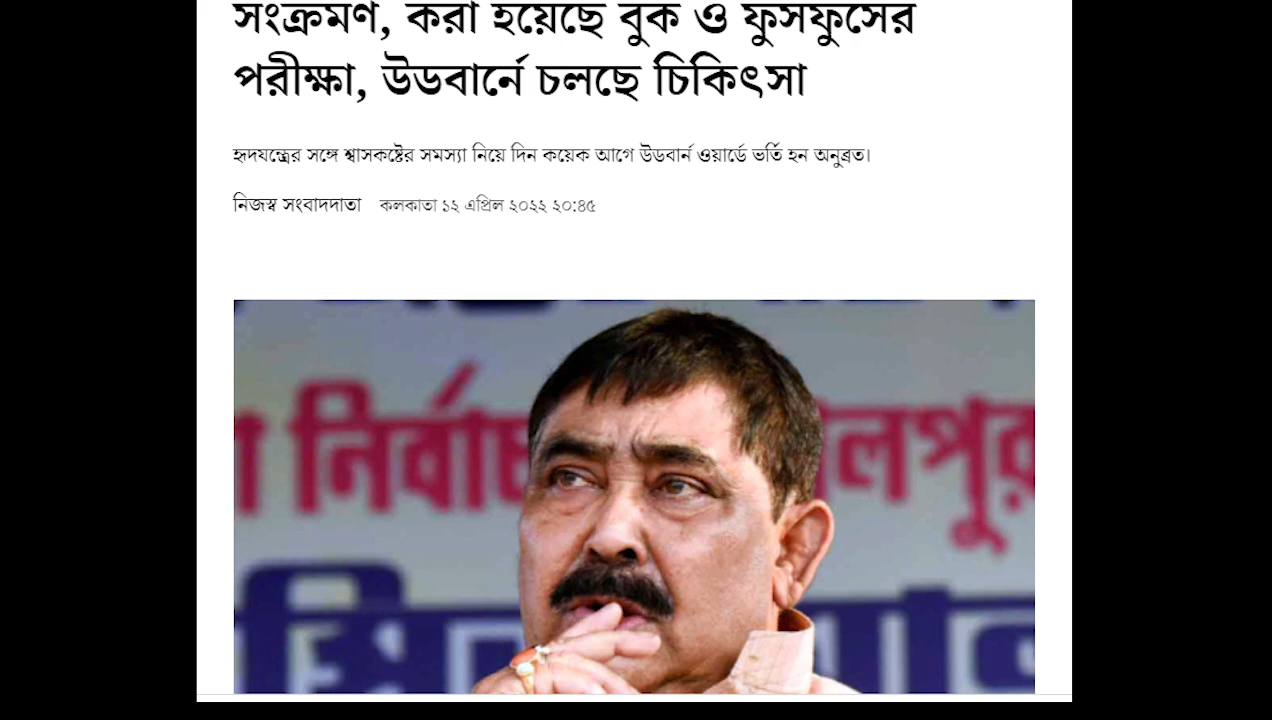 সংক্রমণ, করা হয়েছে বুক ও ফুসফুসের
পরীক্ষা, উডবার্নে চলছে চিকিৎসা
হৃদযন্ত্রের সঙ্গে শ্বাসকষ্টের সমস্যা নিয়ে দিন কয়েক আগে উডবার্ন ওয়ার্ডে ভর্তি হন অনুব্রত।
নিজস্ব সংবাদদাতা কলকাতা ১২ এপ্রিল ২০২২ ২০:৪৫